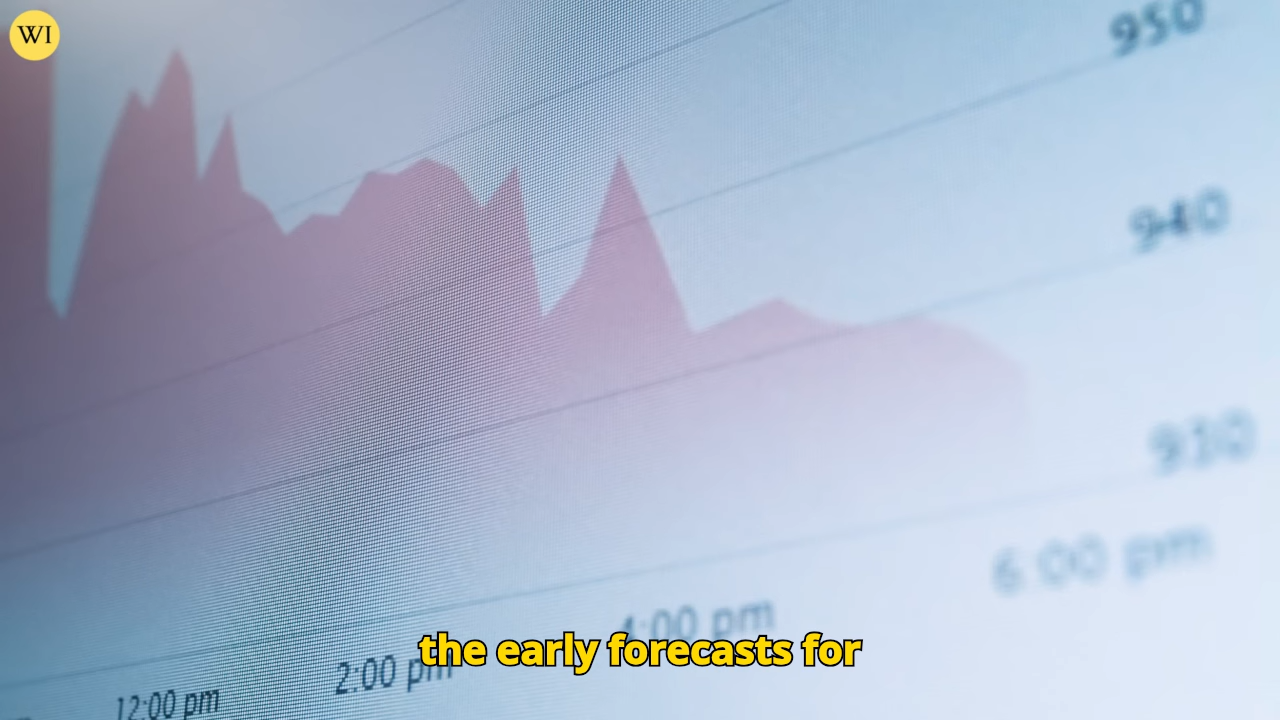 WI
950
940
930
6:00 pm
4:00 pm
2:00 pm
12:00 pm
the early forecasts for